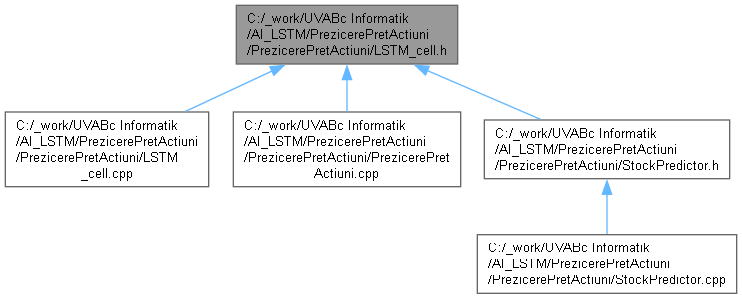 C:/_work/UVABc Informatik
/AI_LSTM/PrezicerePretActiuni
/PrezicerePretActiuni/LSTM_cell.h
C:/_work/UVABc Informatik
/AI_LSTM/PrezicerePretActiuni
/PrezicerePretActiuni/LSTM
_cell.cpp
C:/_work/UVABc Informatik
/AI_LSTM/PrezicerePretActiuni
/PrezicerePretActiuni/PrezicerePret
Actiuni.cpp
C:/_work/UVABc Informatik
/AI_LSTM/PrezicerePretActiuni
/PrezicerePretActiuni/StockPredictor.h
C:/_work/UVABc Informatik
/AI_LSTM/PrezicerePretActiuni
/PrezicerePretActiuni/StockPredictor.cpp